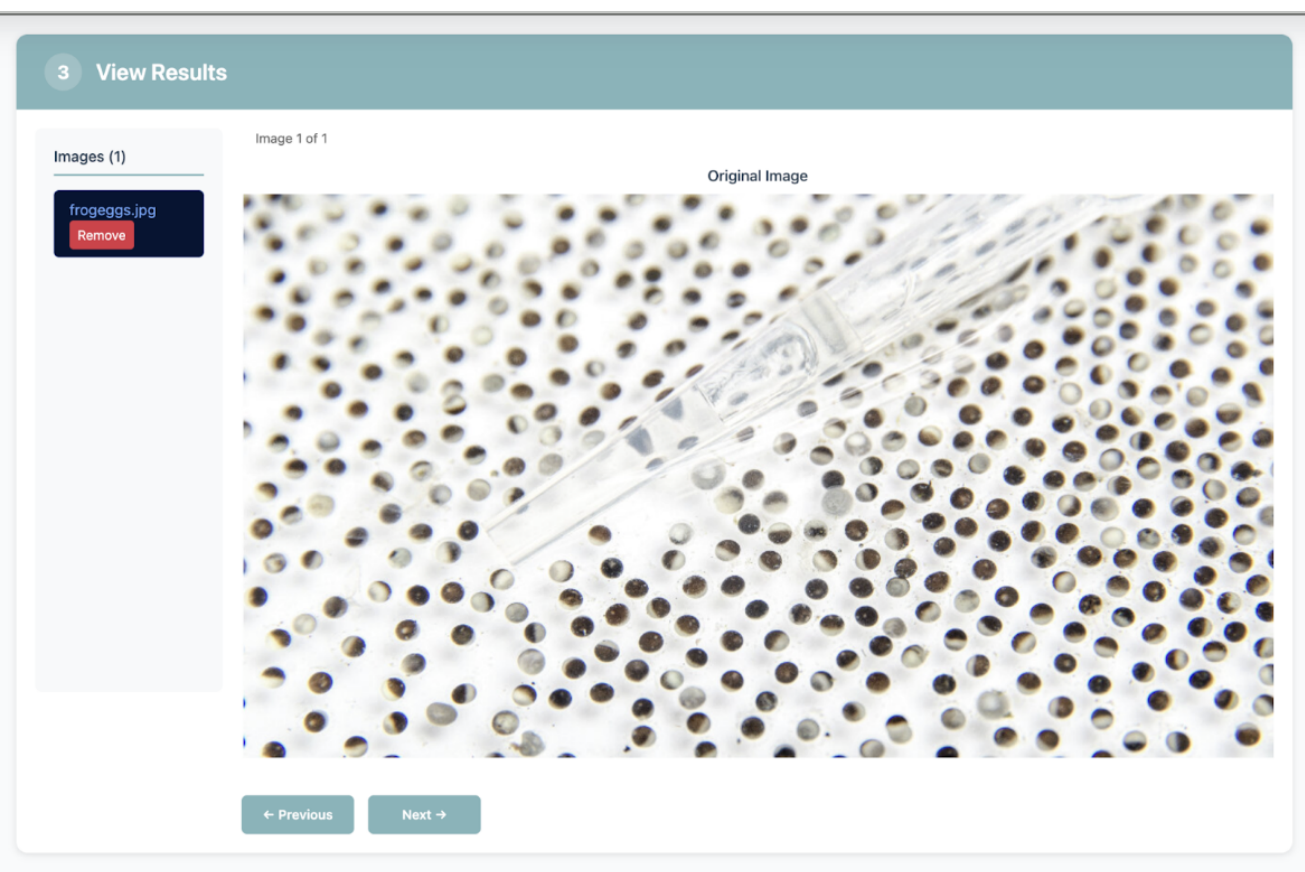 3 View Results
Images (1)
frogeggs.jpg
Remove
Image 1 of 1
Original Image
← Previous
Next →